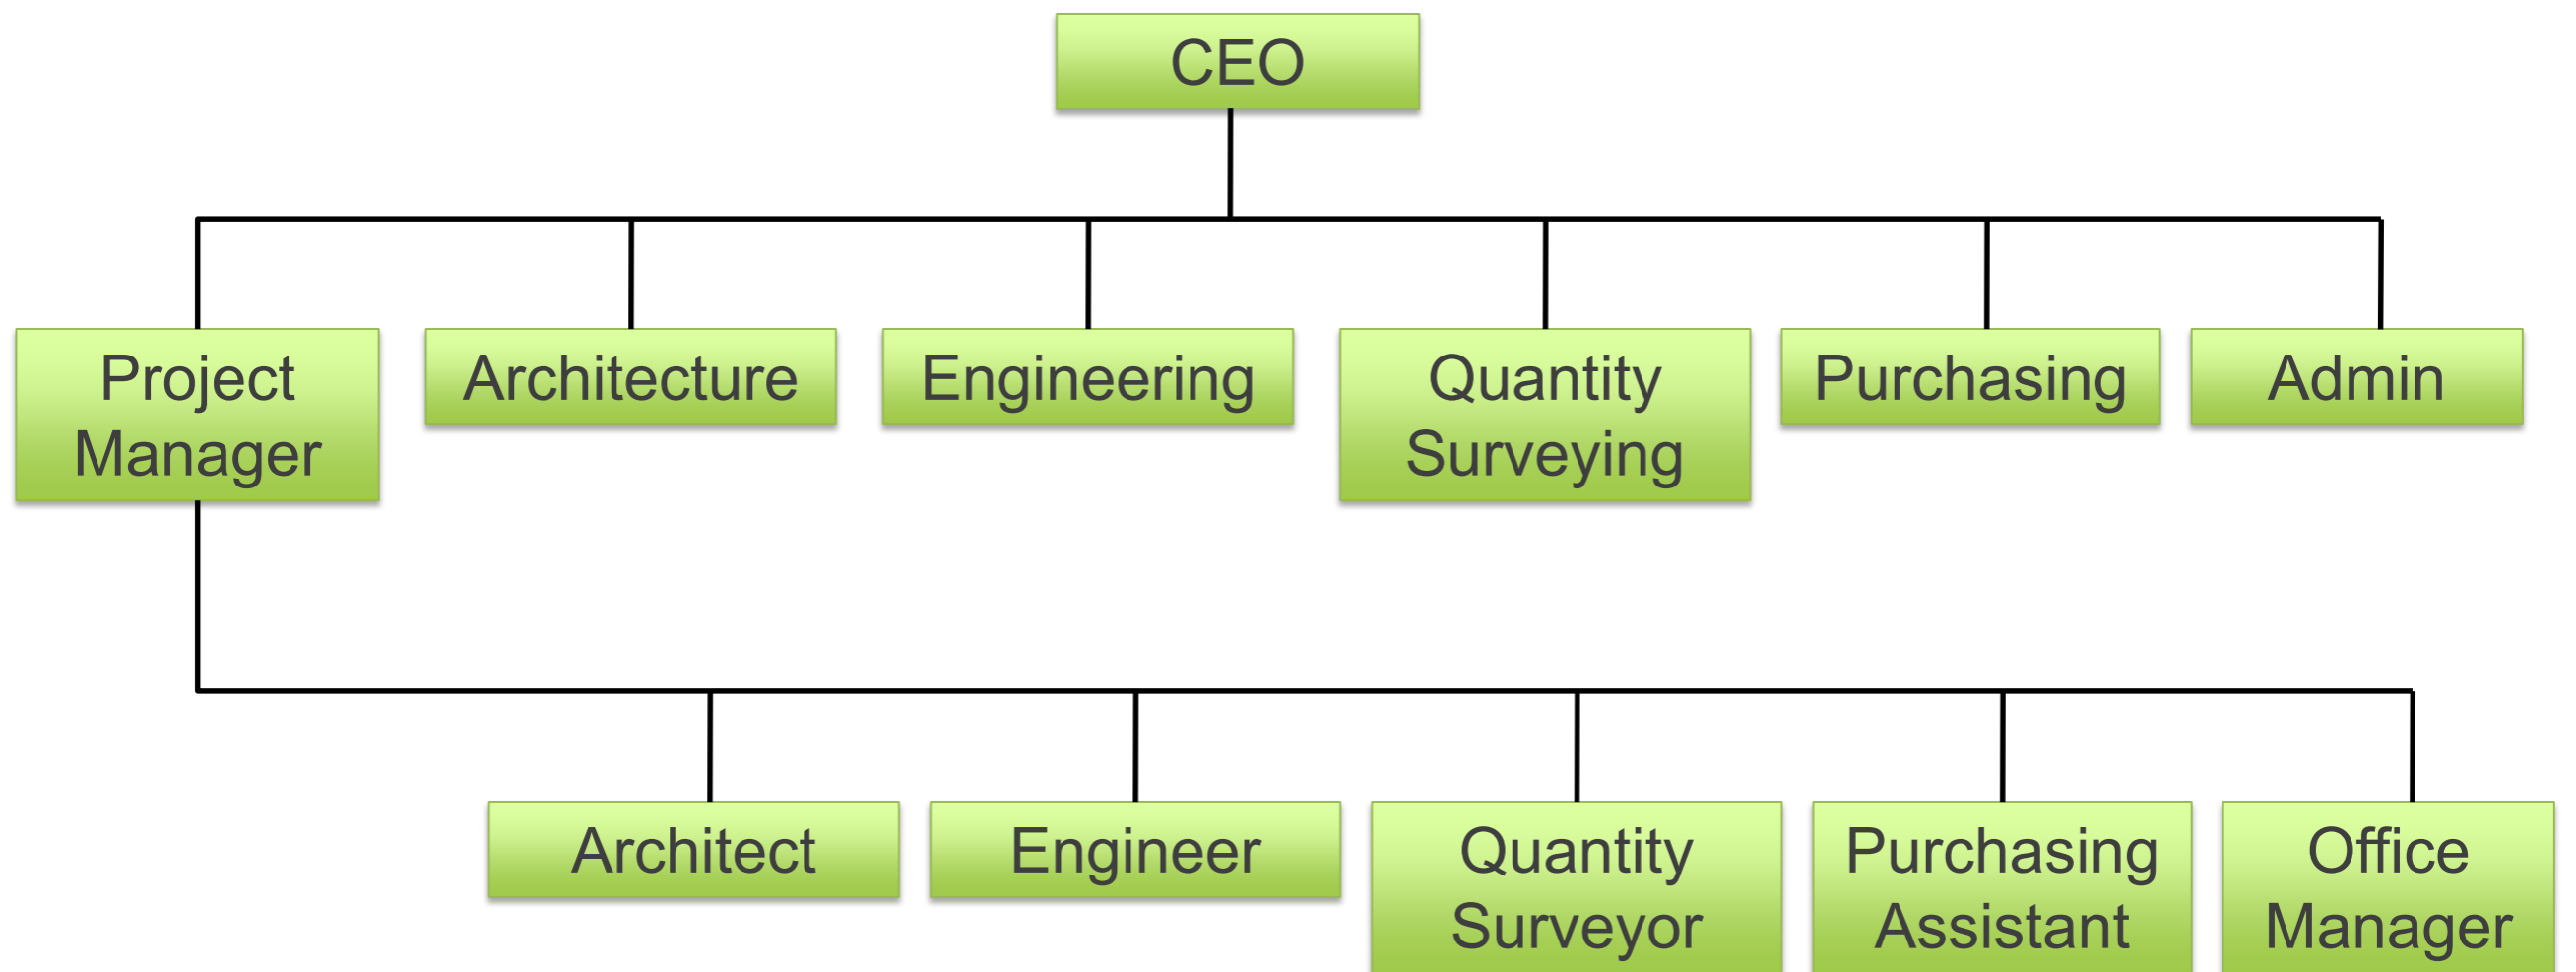 CEO
Project
Manager
Architecture
Engineering
Quantity
Surveying
Purchasing
Admin
Architect
Engineer
Quantity
Surveyor
Purchasing
Assistant
Office
Manager